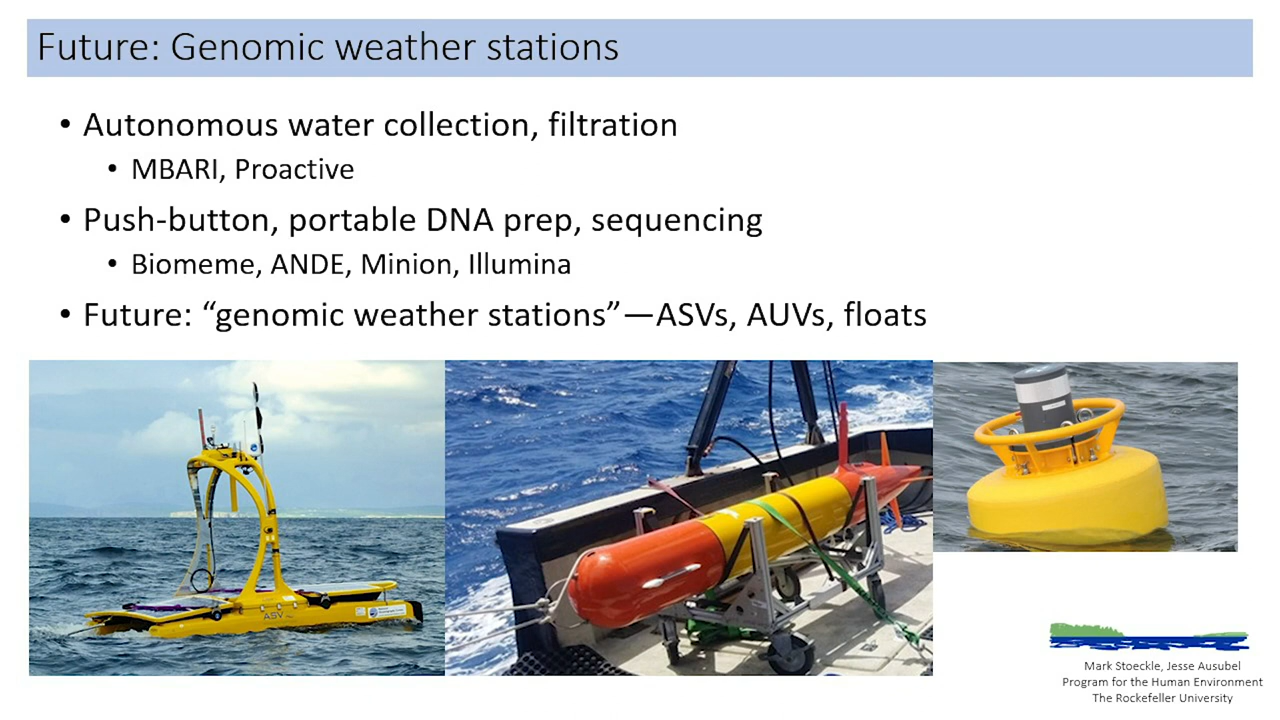 Future: Genomic weather stations
• Autonomous water collection, filtration
• MBARI, Proactive
• Push-button, portable DNA prep, sequencing
• Biomeme, ANDE, Minion, Illumina
• Future: “genomic weather stations”—ASVs, AUVs, floats
ASV
Mark Stoeckle, Jesse Ausubel
Program for the Human Environment
The Rockefeller University